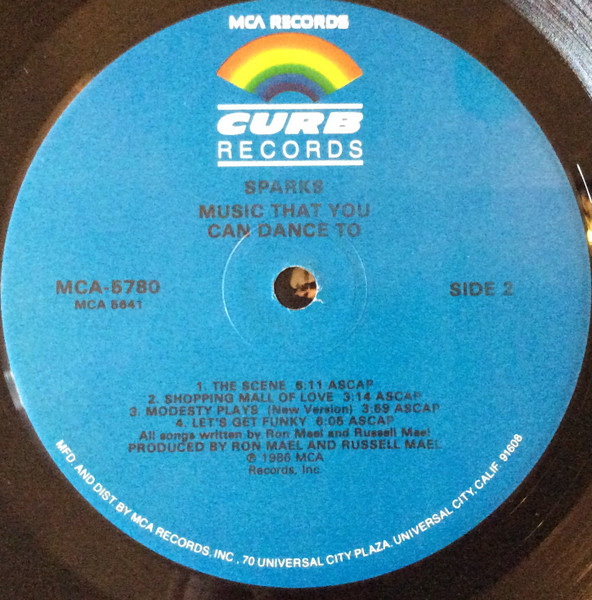 MCA RECORDS
CURB
RECORDS
SPARKS
MUSIC THAT YOU
CAN DANCE TO
MCA-5780
MCA 5641
SIDE 2
1. THE SCENE 6:11 ASCAP
2. SHOPPING MALL OF LOVE 3:14 ASCAP
3. MODESTY PLAYS (New Version) 3:59 ASCAP
4. LET'S GET FUNKY 6:05 ASCAP
All songs written by Ron Mael and Russell Mael
PRODUCED BY RON MAEL AND RUSSELL MAEL
℗ 1986 MCA
Records, Inc.
MFD. AND DIST. BY MCA RECORDS, INC., 70 UNIVERSAL CITY PLAZA, UNIVERSAL CITY, CALIF. 91608